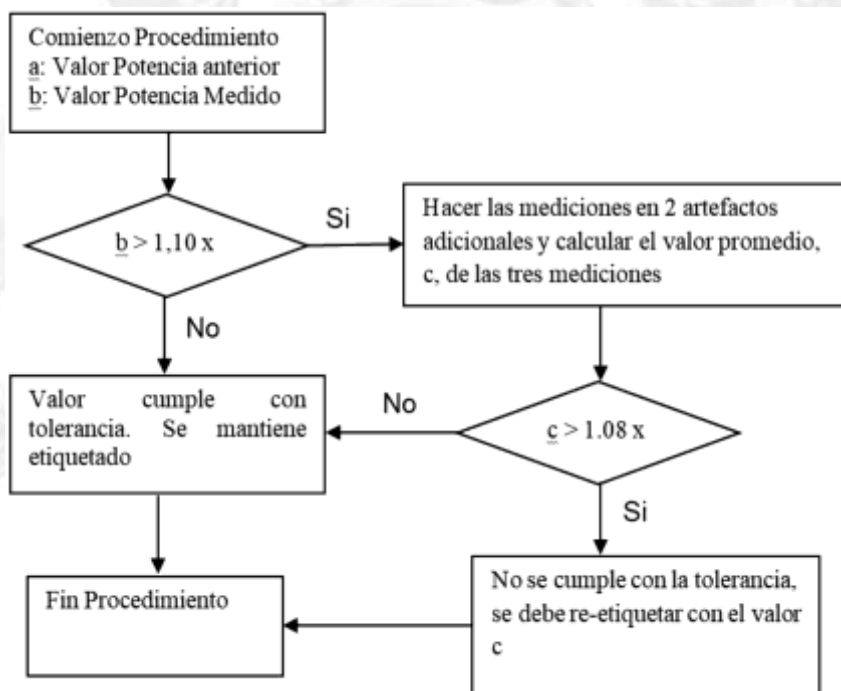 Comienzo Procedimiento
a: Valor Potencia anterior
b: Valor Potencia Medido
b > 1,10 x
Si
Hacer las mediciones en 2 artefactos
adicionales y calcular el valor promedio,
c, de las tres mediciones
No
Valor cumple con
tolerancia. Se mantiene
etiquetado
No
c > 1.08 x
Si
Fin Procedimiento
No se cumple con la tolerancia,
se debe re-etiquetar con el valor
c